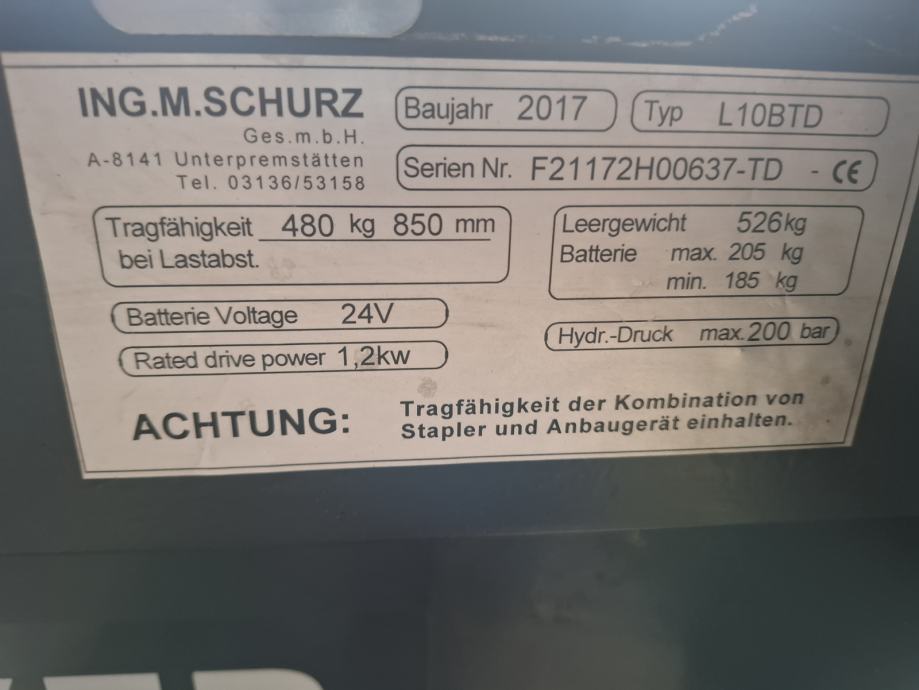 ING.M.SCHURZ
Ges.m.b.H.
A-8141 Unterpremstätten
Tel. 03136/53158
Baujahr 2017
Typ L10BTD
Serien Nr. F21172H00637-TD - CE
Tragfähigkeit 480 kg 850 mm
bei Lastabst.
Leergewicht 526kg
Batterie max. 205 kg
min. 185 kg
Batterie Voltage 24V
Rated drive power 1,2kw
Hydr.-Druck max.200 bar
ACHTUNG: Tragfähigkeit der Kombination von
Stapler und Anbaugerät einhalten.